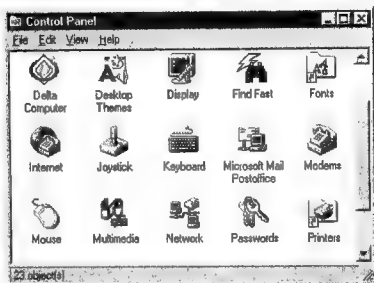 Control Panel
File Edit View Help
Delta Computer
Desktop Themes
Display
Find Fast
Fonts
Internet
Joystick
Keyboard
Microsoft Mail Postoffice
Modems
Mouse
Multimedia
Network
Passwords
Printers
23 object(s)